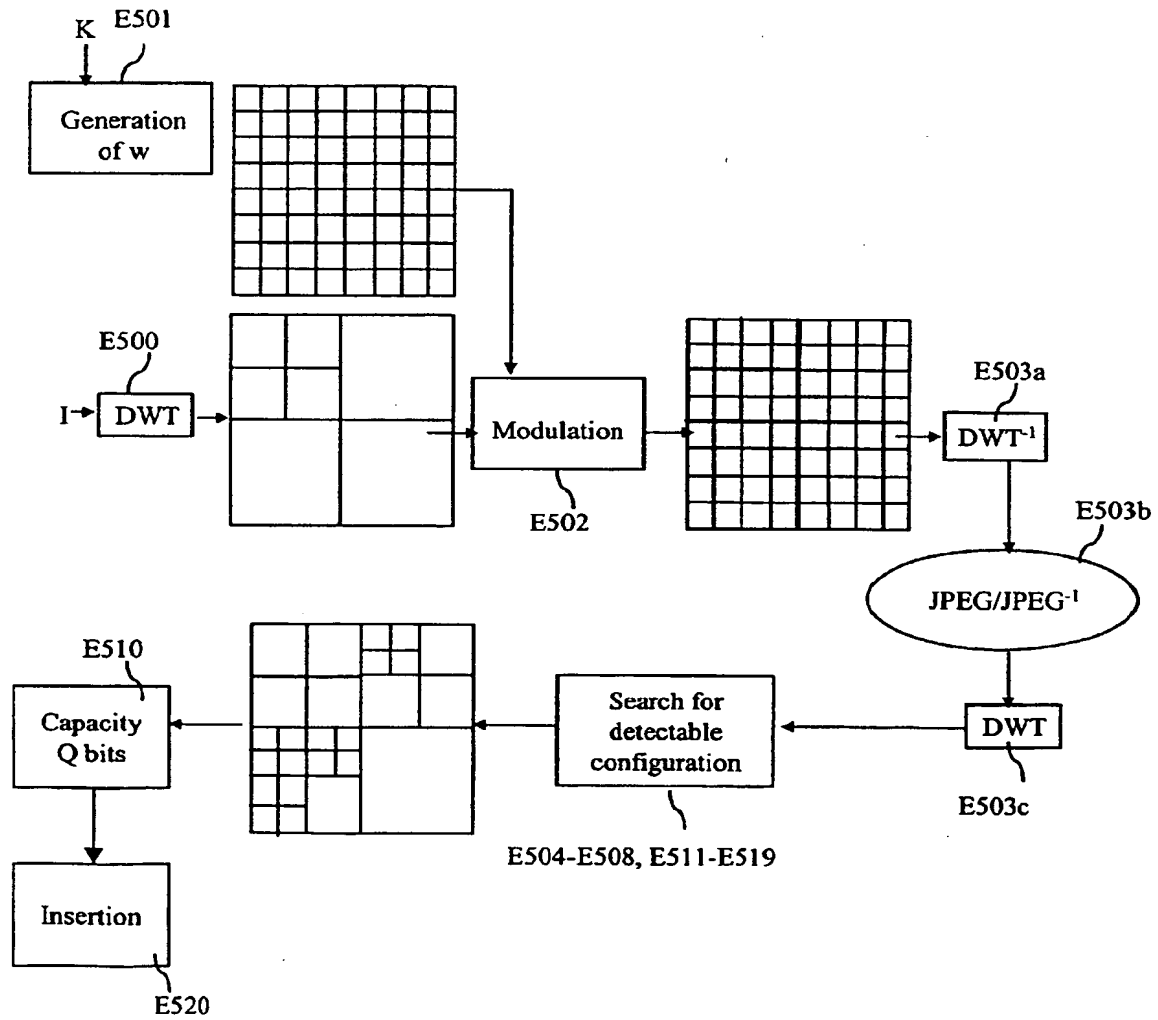 K
E501
Generation
of w
E500
I
DWT
Modulation
E502
E503a
DWT-1
E503b
JPEG/JPEG-1
DWT
E503c
Search for
detectable
configuration
E504-E508, E511-E519
E510
Capacity
Q bits
Insertion
E520